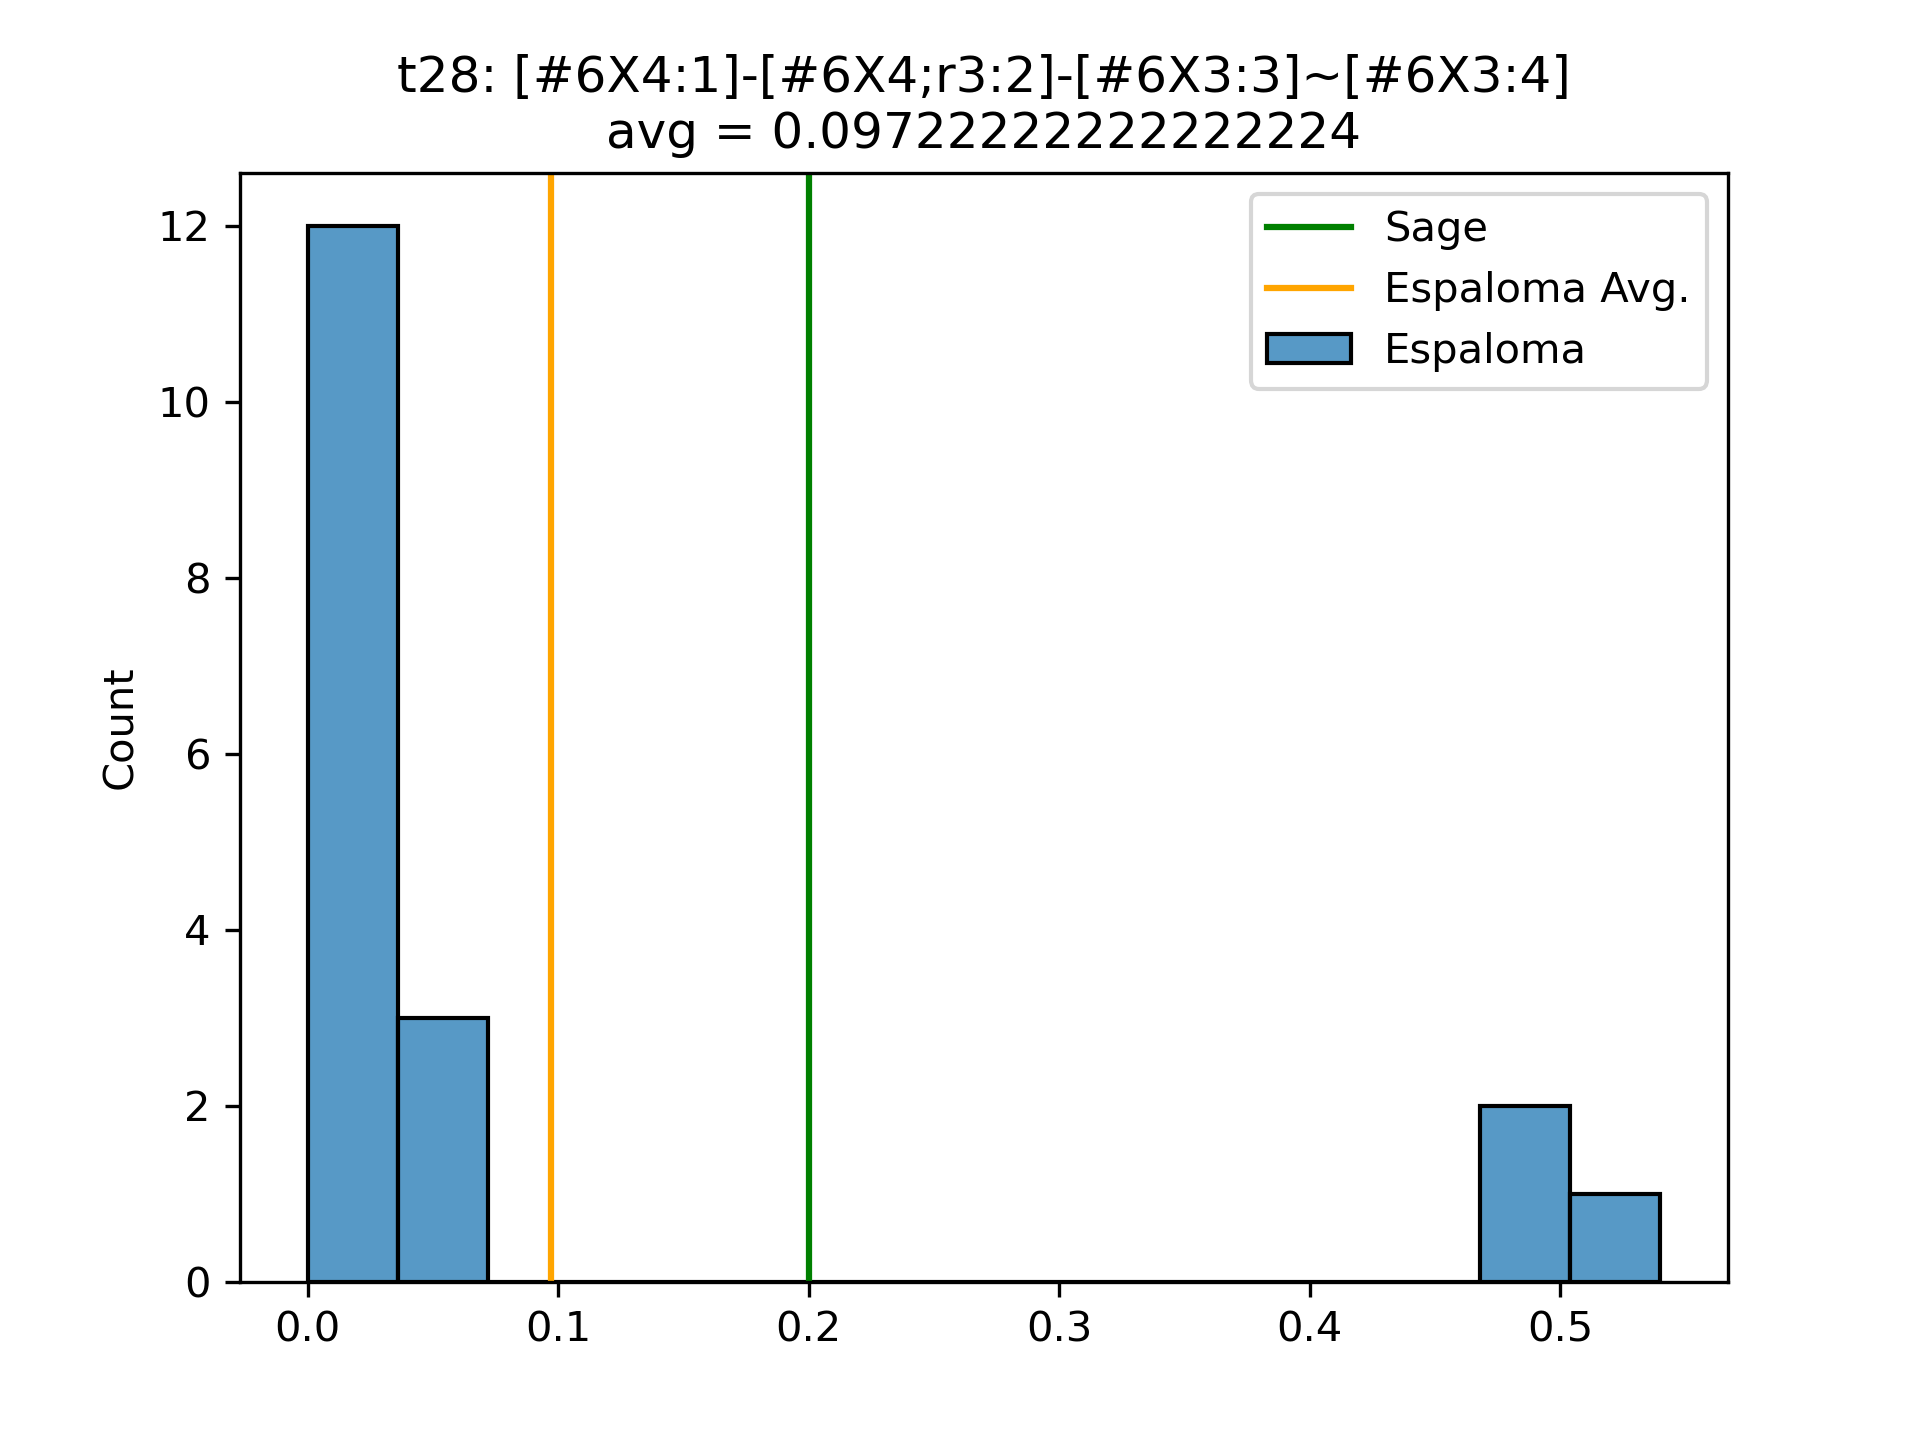 t28: [#6X4:1]-[#6X4;r3:2]-[#6X3:3]~[#6X3:4]
avg = 0.09722222222222224
Sage
Espaloma Avg.
Espaloma
12
10
8
6
4
2
0
Count
0.0 0.1 0.2 0.3 0.4 0.5